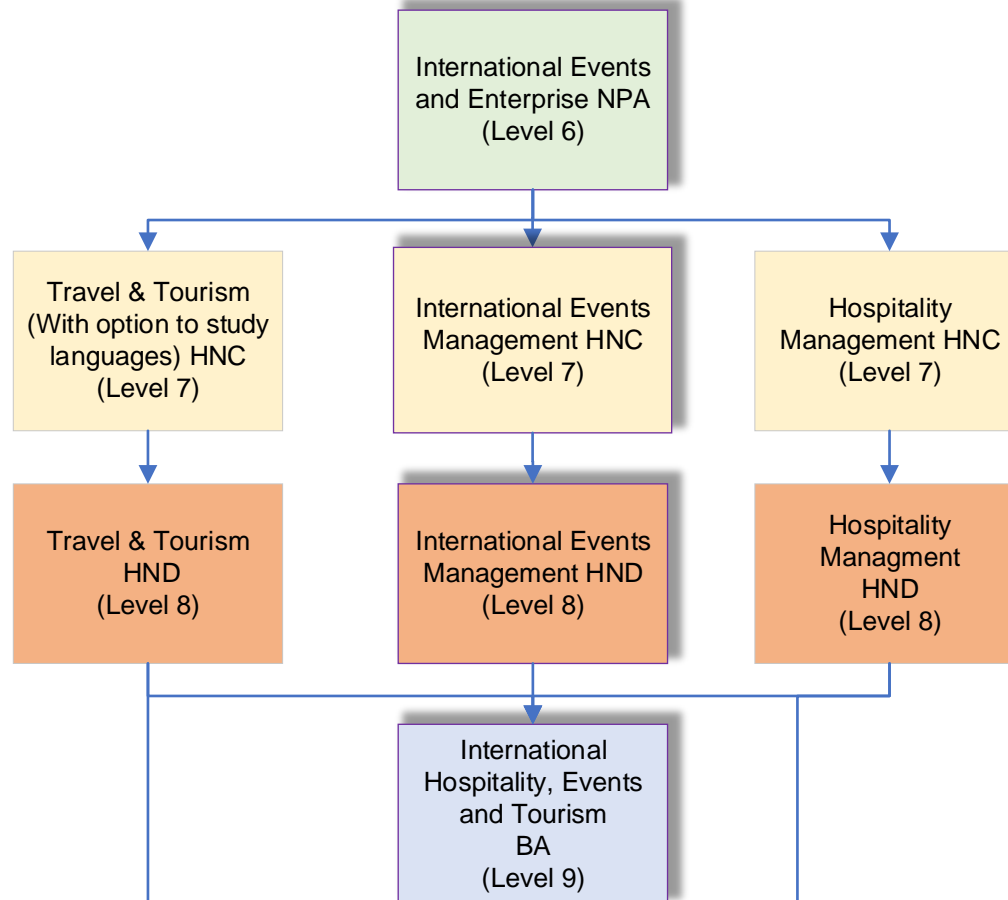 International Events
and Enterprise NPA
(Level 6)
Travel & Tourism
(With option to study
languages) HNC
(Level 7)
International Events
Management HNC
(Level 7)
Hospitality
Management HNC
(Level 7)
Travel & Tourism
HND
(Level 8)
International Events
Management HND
(Level 8)
Hospitality
Managment
HND
(Level 8)
International
Hospitality, Events
and Tourism
BA
(Level 9)